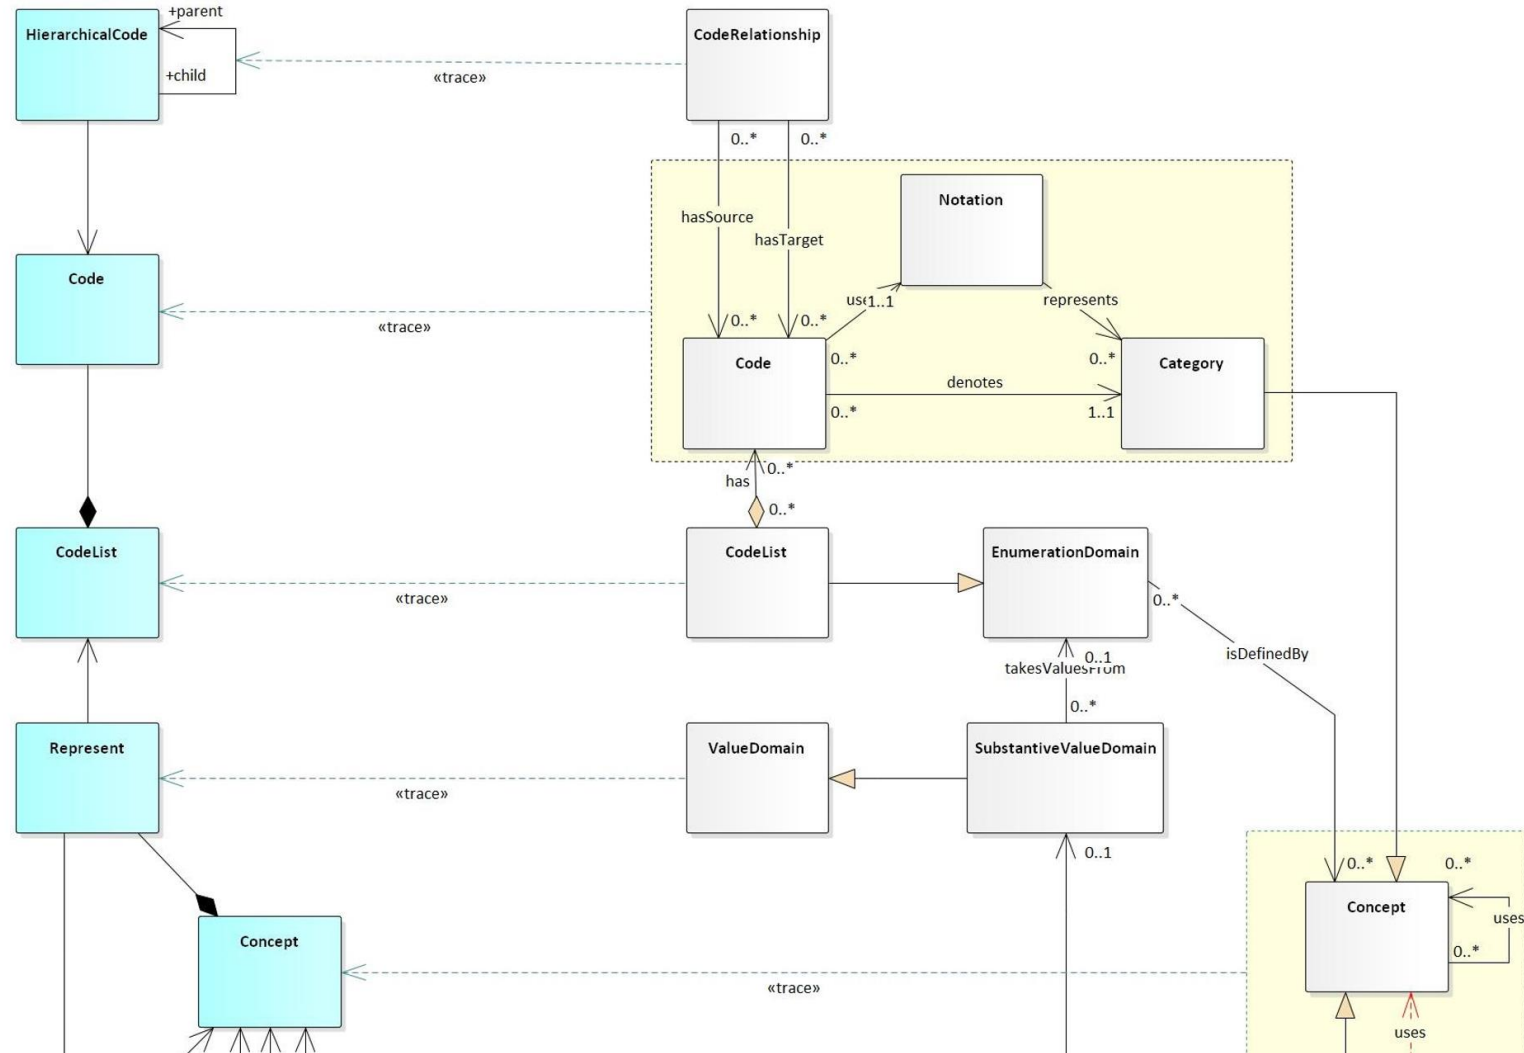 +parent
HierarchicalCode
+child
CodeRelationship
«trace»
0..*
0..*
Notation
hasSource
hasTarget
Code
«trace»
1..1
represents
0..*
0..*
Code
0..*
0..*
Category
denotes
0..*
1..1
has
0..*
0..*
CodeList
«trace»
CodeList
EnumerationDomain
0..*
isDefinedBy
0..1
takesValuesFrom
0..*
Represent
«trace»
ValueDomain
SubstantiveValueDomain
0..1
0..*
0..*
Concept
uses
0..*
Concept
«trace»
uses